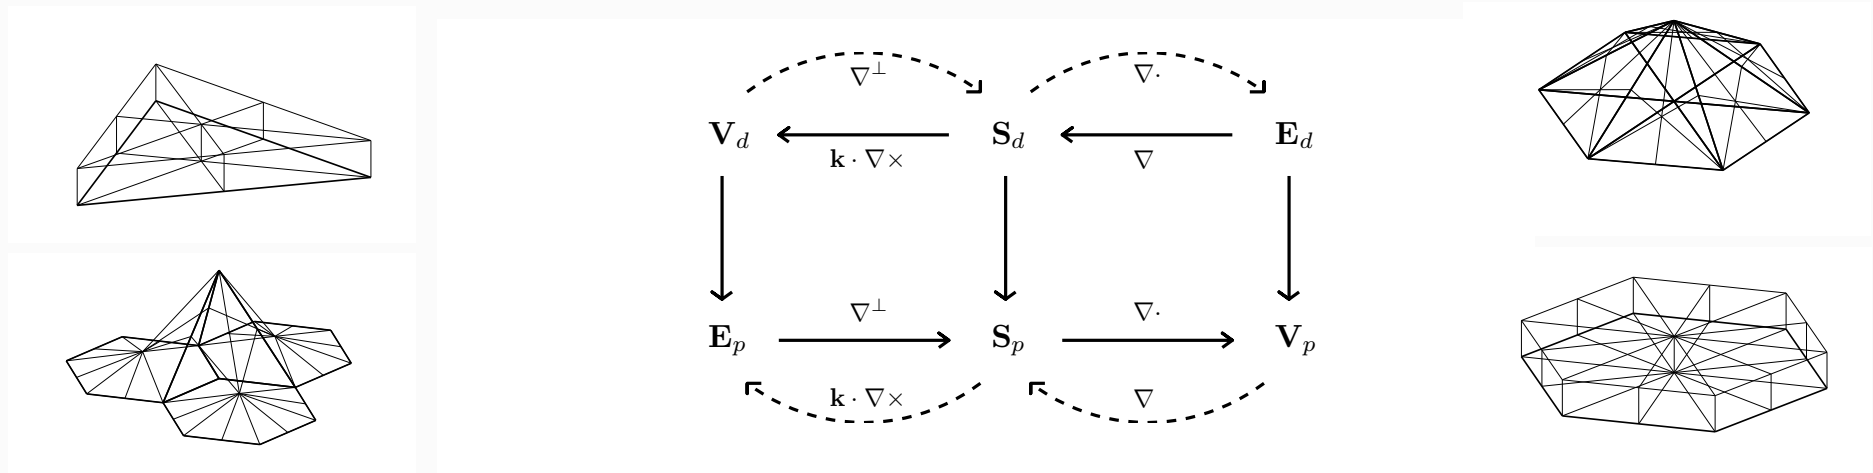 ∇⊥ ∇·
V_d S_d E_d
k · ∇× ∇
∇⊥ ∇·
E_p S_p V_p
k · ∇× ∇